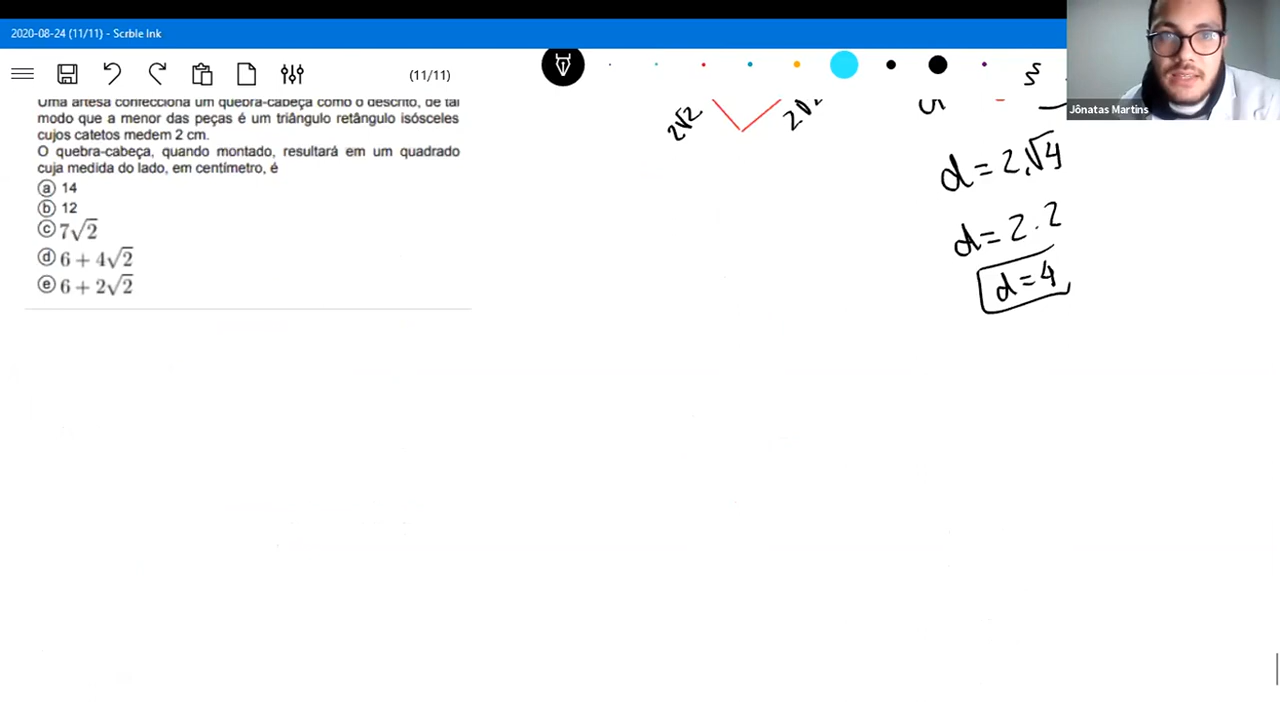 2020-08-24 (11/11) - Scrble Ink
(11/11)
Jônatas Martins
Uma artesã confecciona um quebra-cabeça como o descrito, de tal
modo que a menor das peças é um triângulo retângulo isósceles
cujos catetos medem 2 cm.
O quebra-cabeça, quando montado, resultará em um quadrado
cuja medida do lado, em centímetro, é
a 14
b 12
c 7√2
d 6 + 4√2
e 6 + 2√2
2√2
2√2
d = 2.√4
d = 2.2
d = 4